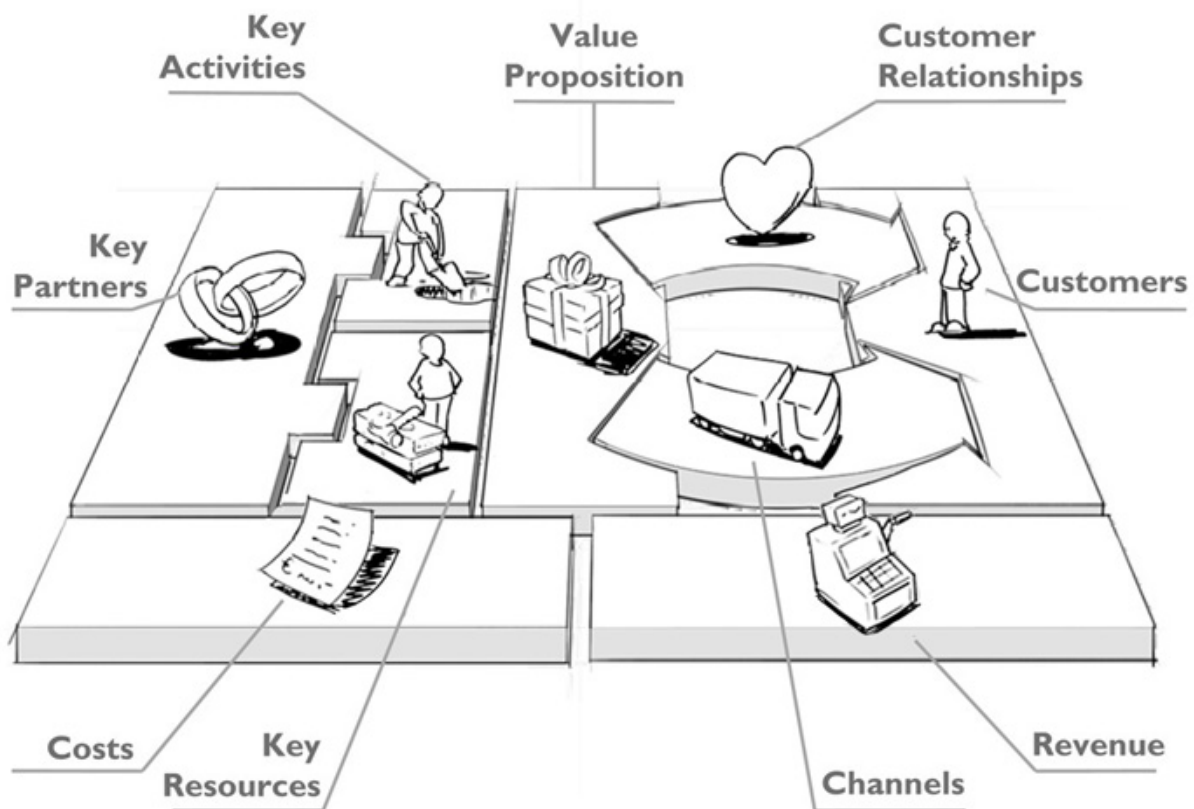 Key
Activities
Value
Proposition
Customer
Relationships
Key
Partners
Customers
Costs
Key
Resources
Channels
Revenue